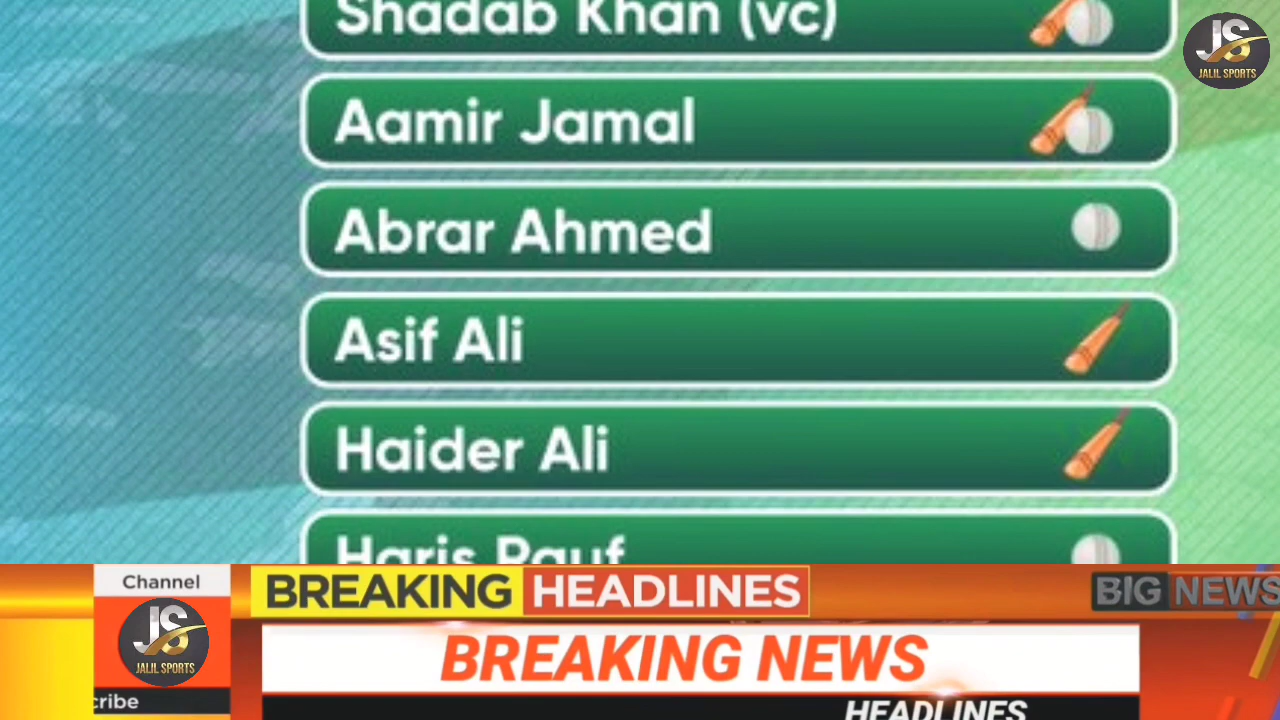 Shadab Khan (vc)
JS
JALIL SPORTS
Aamir Jamal
Abrar Ahmed
Asif Ali
Haider Ali
Haris Rauf
Channel
BREAKING HEADLINES
BIG NEWS
JS
JALIL SPORTS
BREAKING NEWS
cribe
HEADLINES